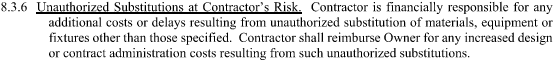 8.3.6 Unauthorized Substitutions at Contractor's Risk. Contractor is financially responsible for any
additional costs or delays resulting from unauthorized substitution of materials, equipment or
fixtures other than those specified. Contractor shall reimburse Owner for any increased design
or contract administration costs resulting from such unauthorized substitutions.